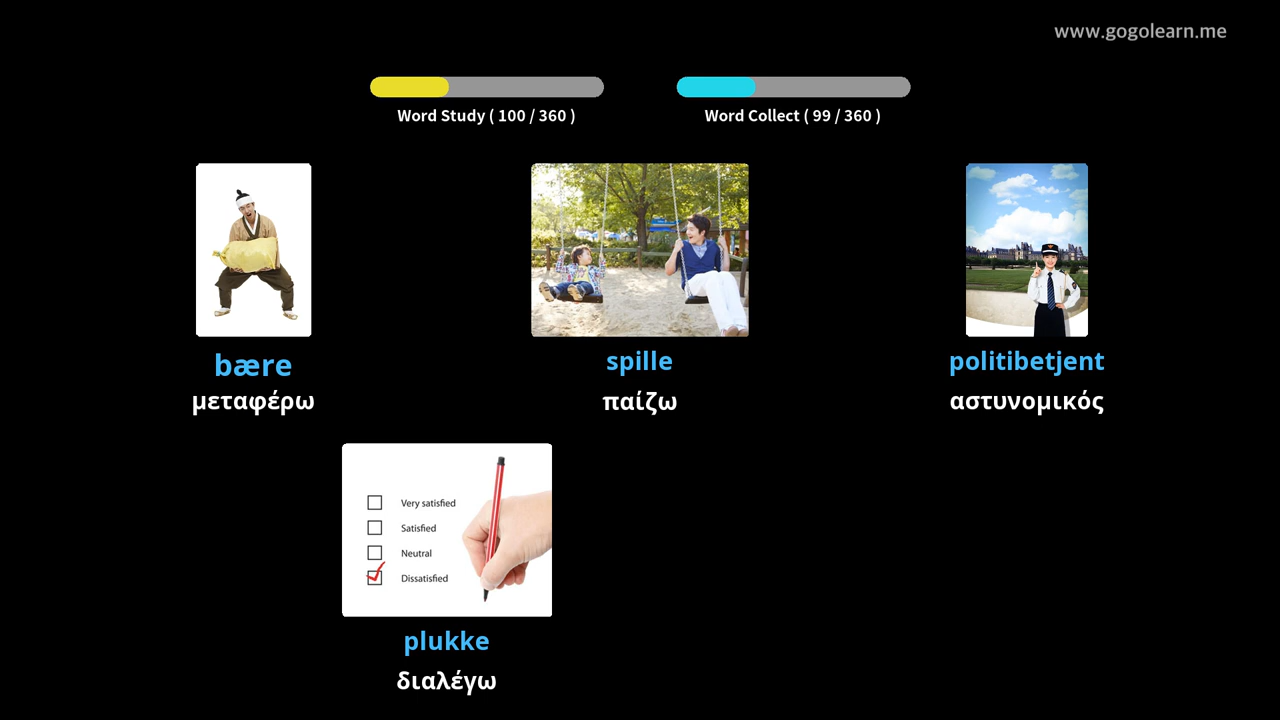 www.gogolearn.me
Word Study ( 100 / 360 )
Word Collect ( 99 / 360 )
bære
spille
politibetjent
μεταφέρω
παίζω
αστυνομικός
Very satisfied
Satisfied
Neutral
Dissatisfied
plukke
διαλέγω